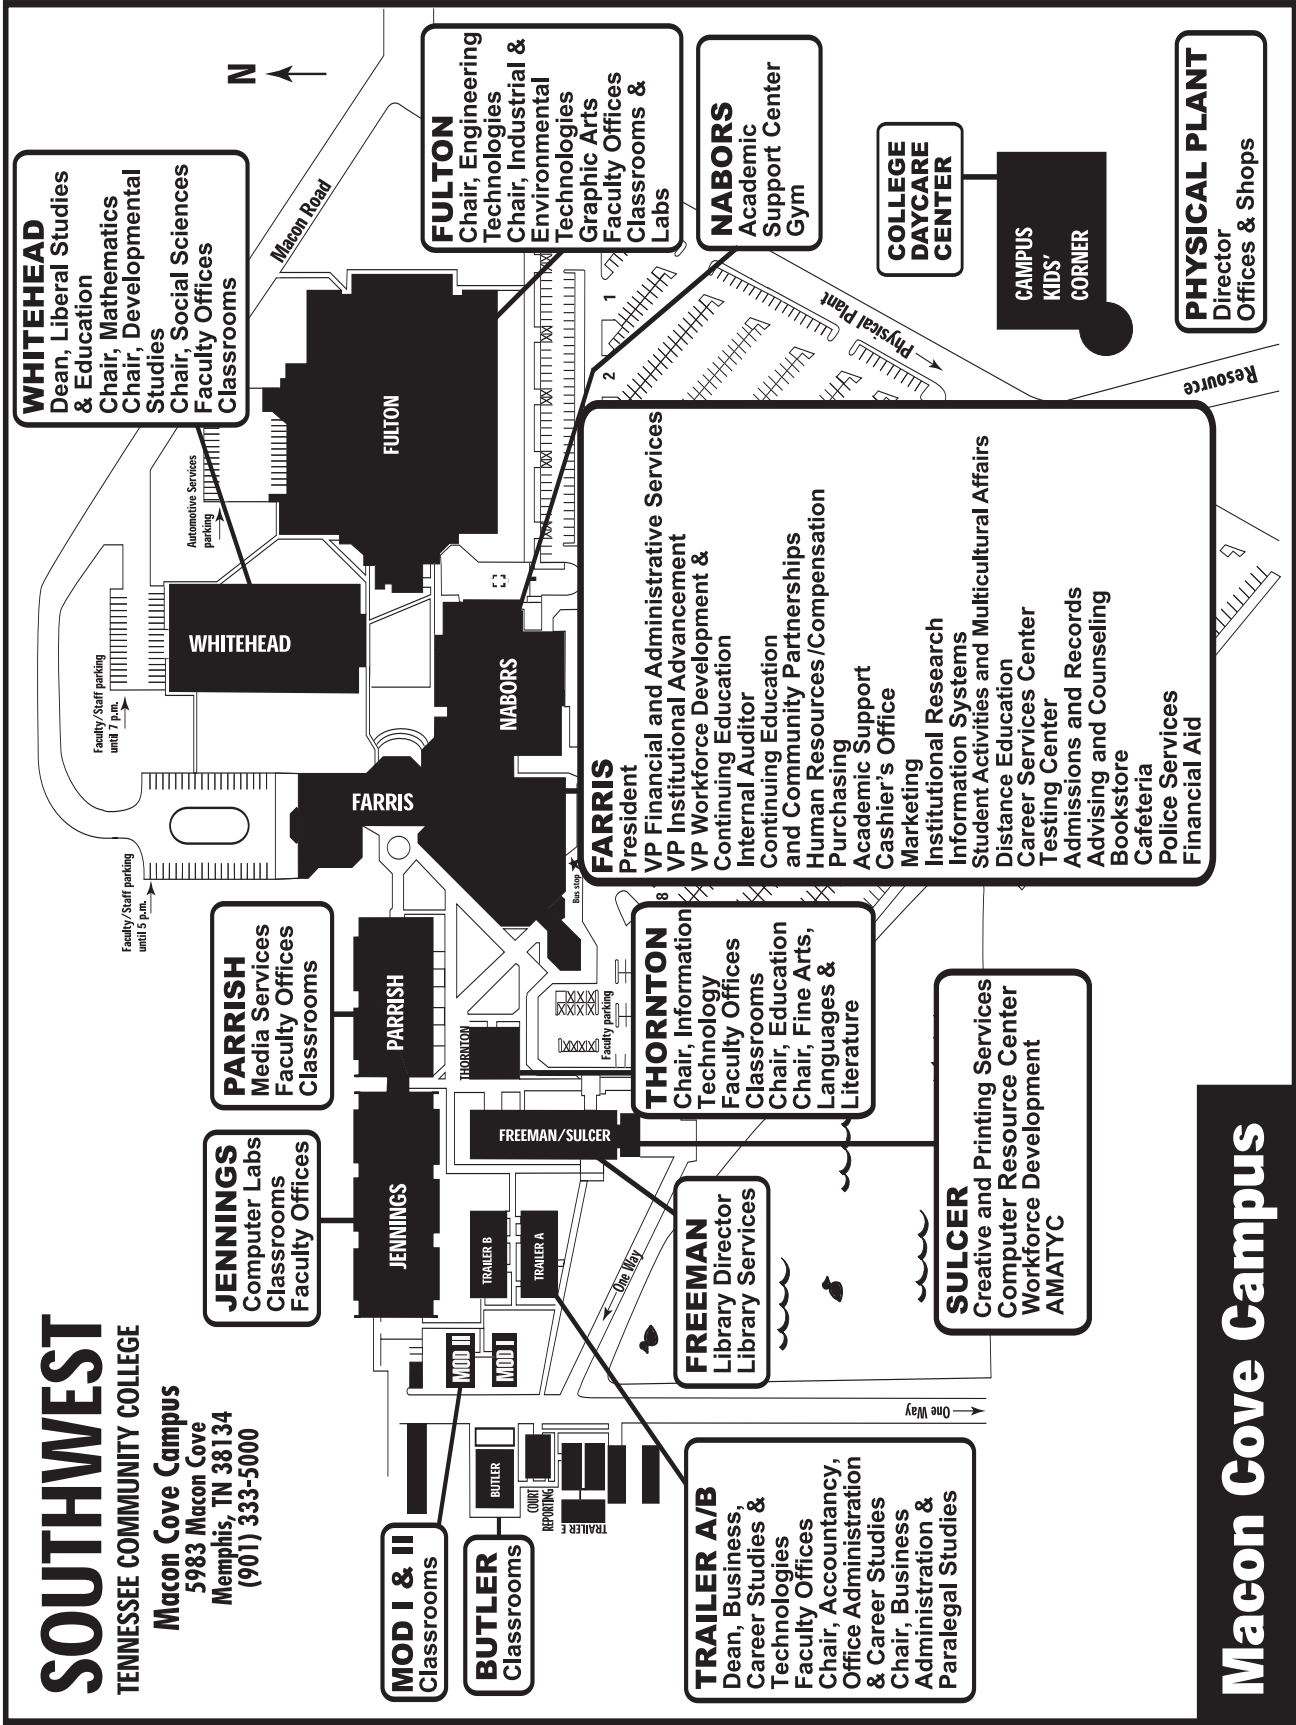 SOUTHWEST
TENNESSEE COMMUNITY COLLEGE
Macon Cove Campus
5983 Macon Cove
Memphis, TN 38134
(901) 333-5000
JENNINGS
Computer Labs
Classrooms
Faculty Offices
PARRISH
Media Services
Faculty Offices
Classrooms
WHITEHEAD
Dean, Liberal Studies
& Education
Chair, Mathematics
Chair, Developmental
Studies
Chair, Social Sciences
Faculty Offices
Classrooms
N
Faculty/Staff parking
until 5 p.m.
Faculty/Staff parking
until 7 p.m.
Automotive Services
parking
Macon Road
MOD I & II
Classrooms
BUTLER
Classrooms
JENNINGS
PARRISH
FARRIS
WHITEHEAD
FULTON
FULTON
Chair, Engineering
Technologies
Chair, Industrial &
Environmental
Technologies
Graphic Arts
Faculty Offices
Classrooms &
Labs
MOD II
MOD I
BUTLER
COURT
REPORTING
TRAILER E
TRAILER B
TRAILER A
THORNTON
FREEMAN/SULCER
NABORS
Bus stop
Faculty parking
One Way
One Way
8
2
1
NABORS
Academic
Support Center
Gym
TRAILER A/B
Dean, Business,
Career Studies &
Technologies
Faculty Offices
Chair, Accountancy,
Office Administration
& Career Studies
Chair, Business
Administration &
Paralegal Studies
FREEMAN
Library Director
Library Services
THORNTON
Chair, Information
Technology
Faculty Offices
Classrooms
Chair, Education
Chair, Fine Arts,
Languages &
Literature
FARRIS
President
VP Financial and Administrative Services
VP Institutional Advancement
VP Workforce Development &
Continuing Education
Internal Auditor
Continuing Education
and Community Partnerships
Human Resources/Compensation
Purchasing
Academic Support
Cashier's Office
Marketing
Institutional Research
Information Systems
Student Activities and Multicultural Affairs
Distance Education
Career Services Center
Testing Center
Admissions and Records
Advising and Counseling
Bookstore
Cafeteria
Police Services
Financial Aid
Physical Plant
COLLEGE
DAYCARE
CENTER
CAMPUS
KIDS'
CORNER
SULCER
Creative and Printing Services
Computer Resource Center
Workforce Development
AMATYC
Resource
PHYSICAL PLANT
Director
Offices & Shops
Macon Cove Campus